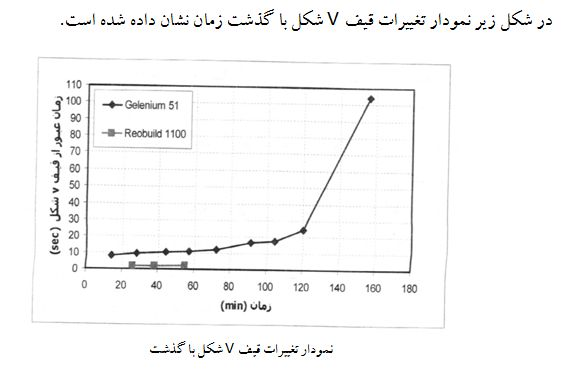 در شکل زیر نمودار تغییرات قیف V شکل با گذشت زمان نشان داده شده است.
110
100
90
80
70
60
50
40
30
20
10
0
زمان عبور از قیف v شکل (sec)
Gelenium 51
Reobuild 1100
0 20 40 60 80 100 120 140 160 180
زمان (min)
نمودار تغییرات قیف V شکل با گذشت